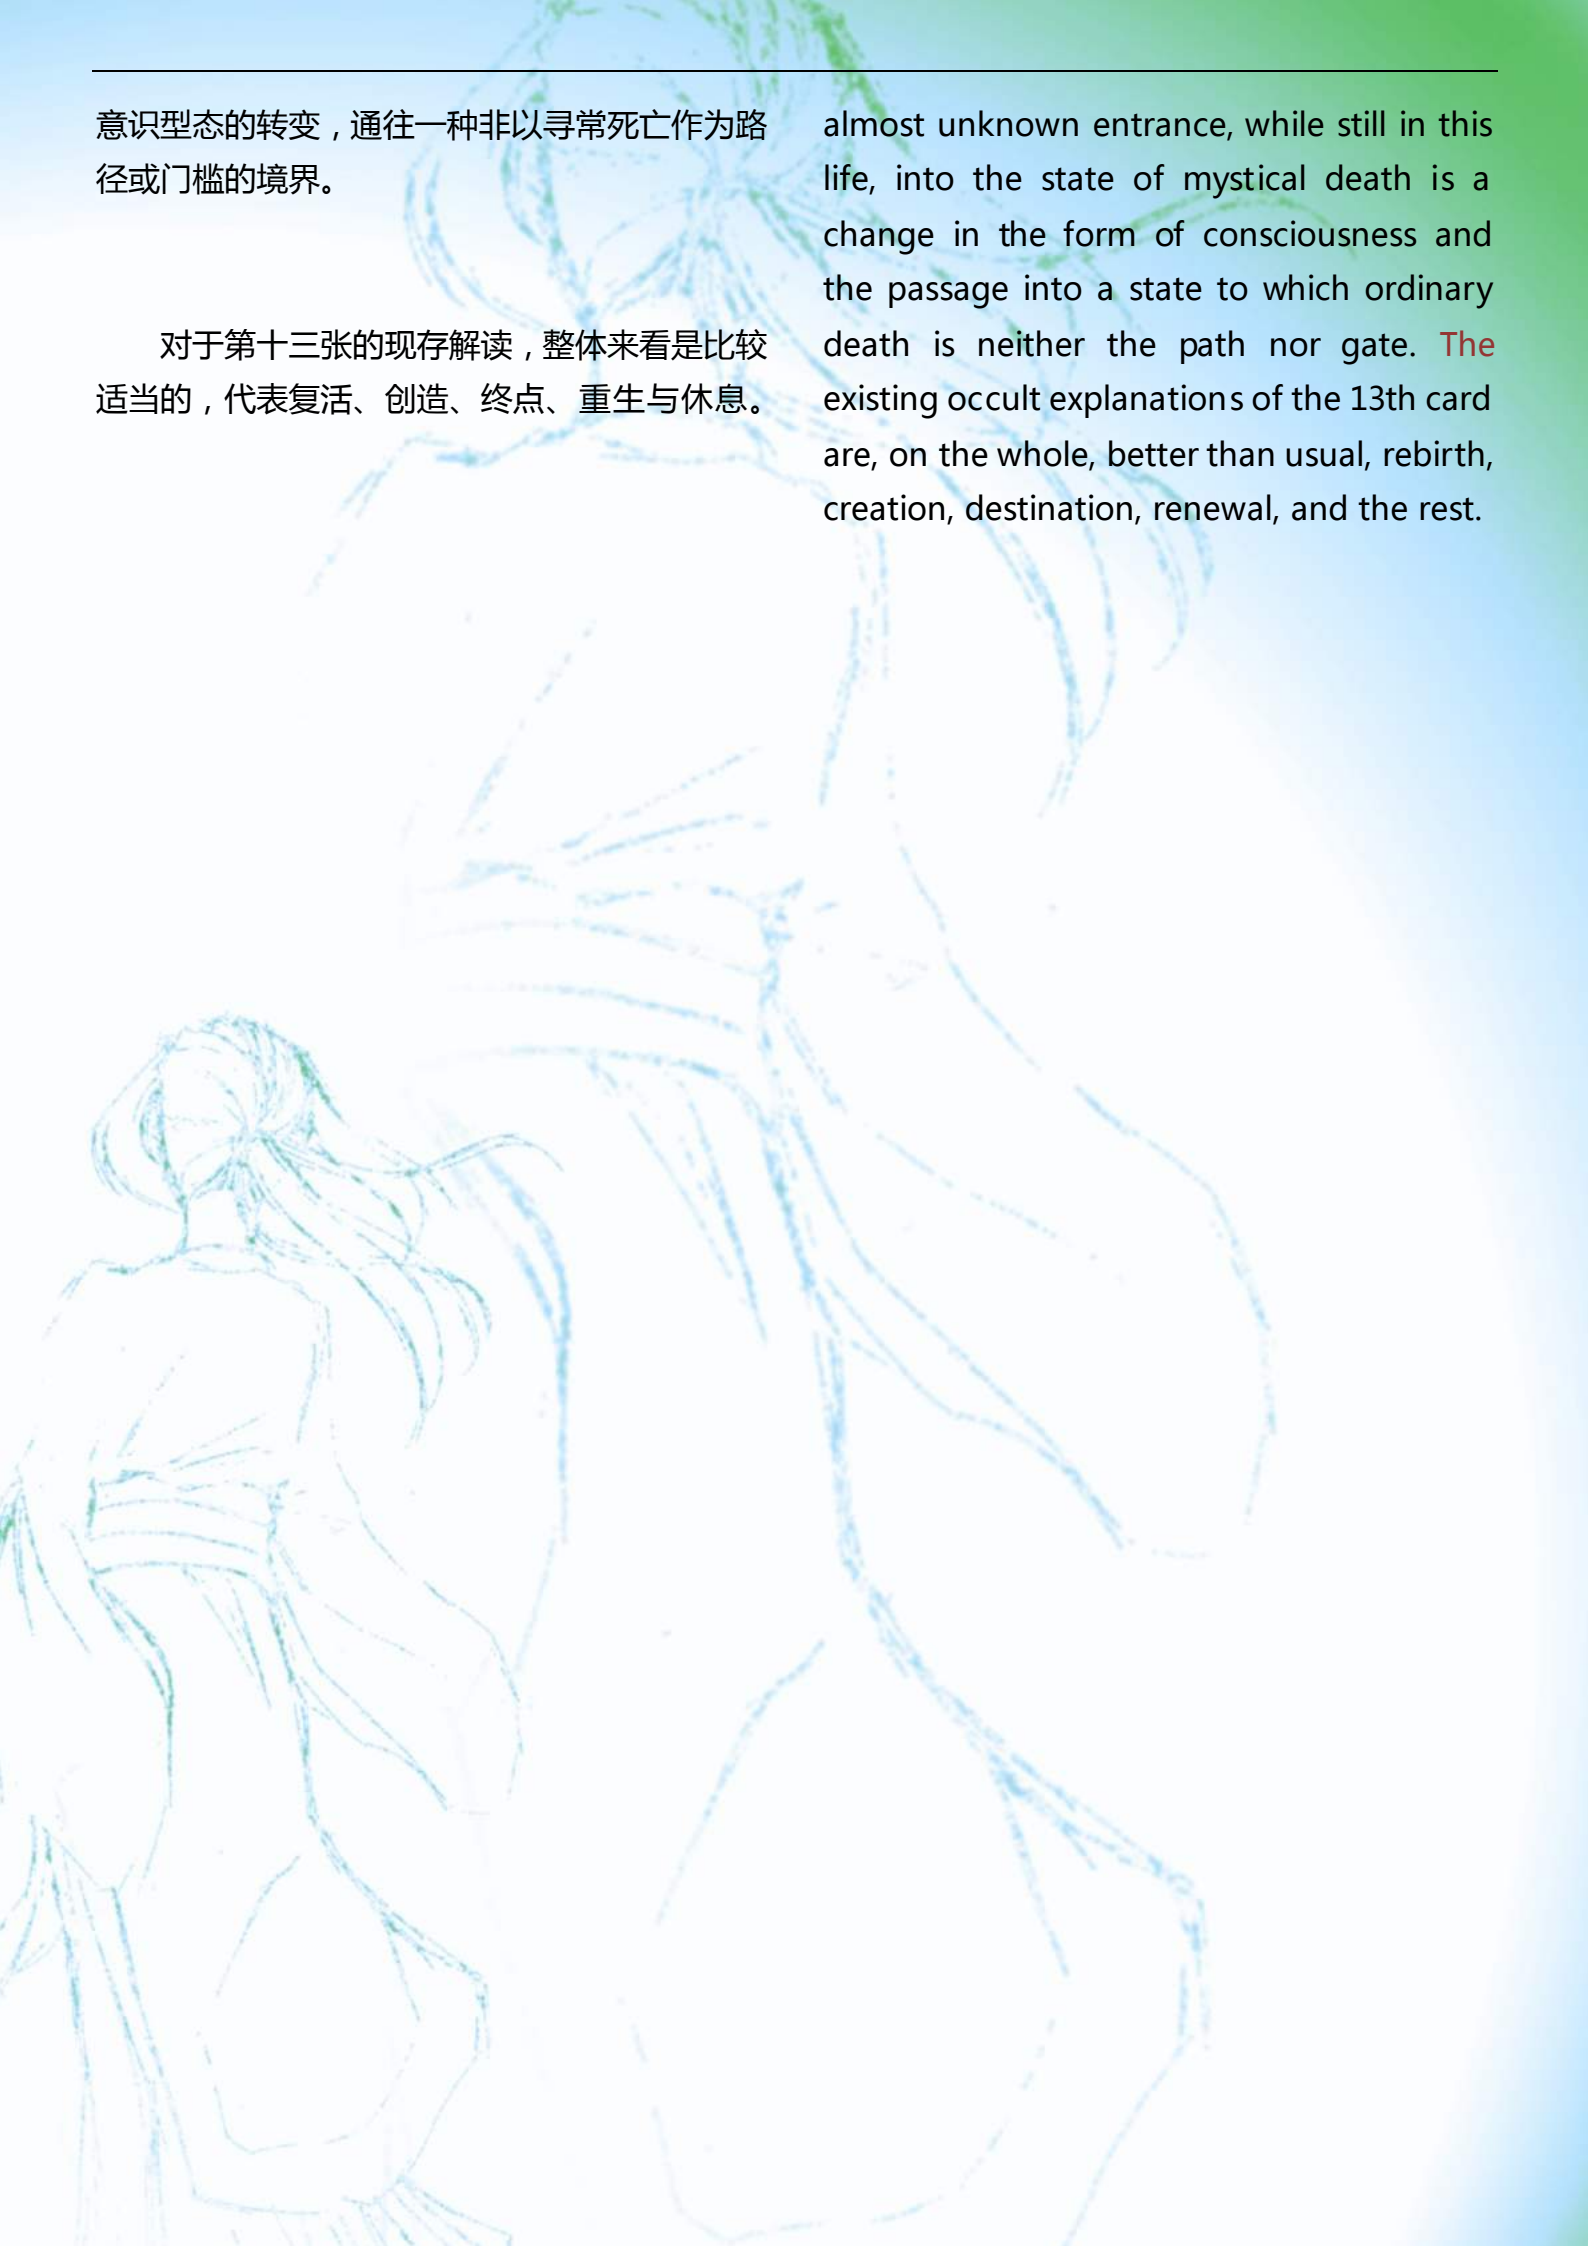 意识型态的转变，通往一种非以寻常死亡作为路
径或门槛的境界。
对于第十三张的现存解读，整体来看是比较
适当的，代表复活、创造、终点、重生与休息。
almost unknown entrance, while still in this
life, into the state of mystical death is a
change in the form of consciousness and
the passage into a state to which ordinary
death is neither the path nor gate. The
existing occult explanations of the 13th card
are, on the whole, better than usual, rebirth,
creation, destination, renewal, and the rest.